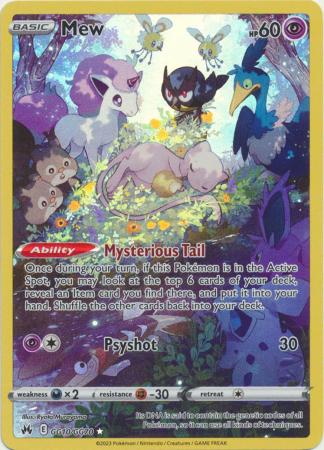 BASIC Mew HP60
Ability Mysterious Tail
Once during your turn, if this Pokémon is in the Active
Spot, you may look at the top 6 cards of your deck,
reveal an Item card you find there, and put it into your
hand. Shuffle the other cards back into your deck.
Psyshot 30
weakness ×2 resistance -30 retreat
Illus. Ryota Murayama
E GG10/GG70
Its DNA is said to contain the genetic codes of all
Pokémon, so it can use all kinds of techniques.
©2023 Pokémon / Nintendo / Creatures / GAME FREAK